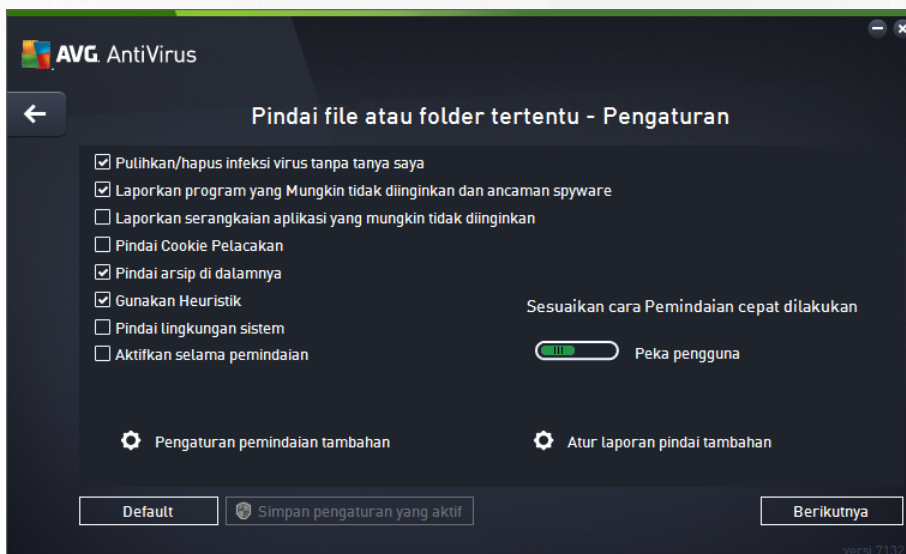 AVG. AntiVirus
Pindai file atau folder tertentu - Pengaturan
Pulihkan/hapus infeksi virus tanpa tanya saya
Laporkan program yang Mungkin tidak diinginkan dan ancaman spyware
Laporkan serangkaian aplikasi yang mungkin tidak diinginkan
Pindai Cookie Pelacakan
Pindai arsip di dalamnya
Gunakan Heuristik
Pindai lingkungan sistem
Aktifkan selama pemindaian
Sesuaikan cara Pemindaian cepat dilakukan
Peka pengguna
Pengaturan pemindaian tambahan
Atur laporan pindai tambahan
Default
Simpan pengaturan yang aktif
Berikutnya
versi 7132